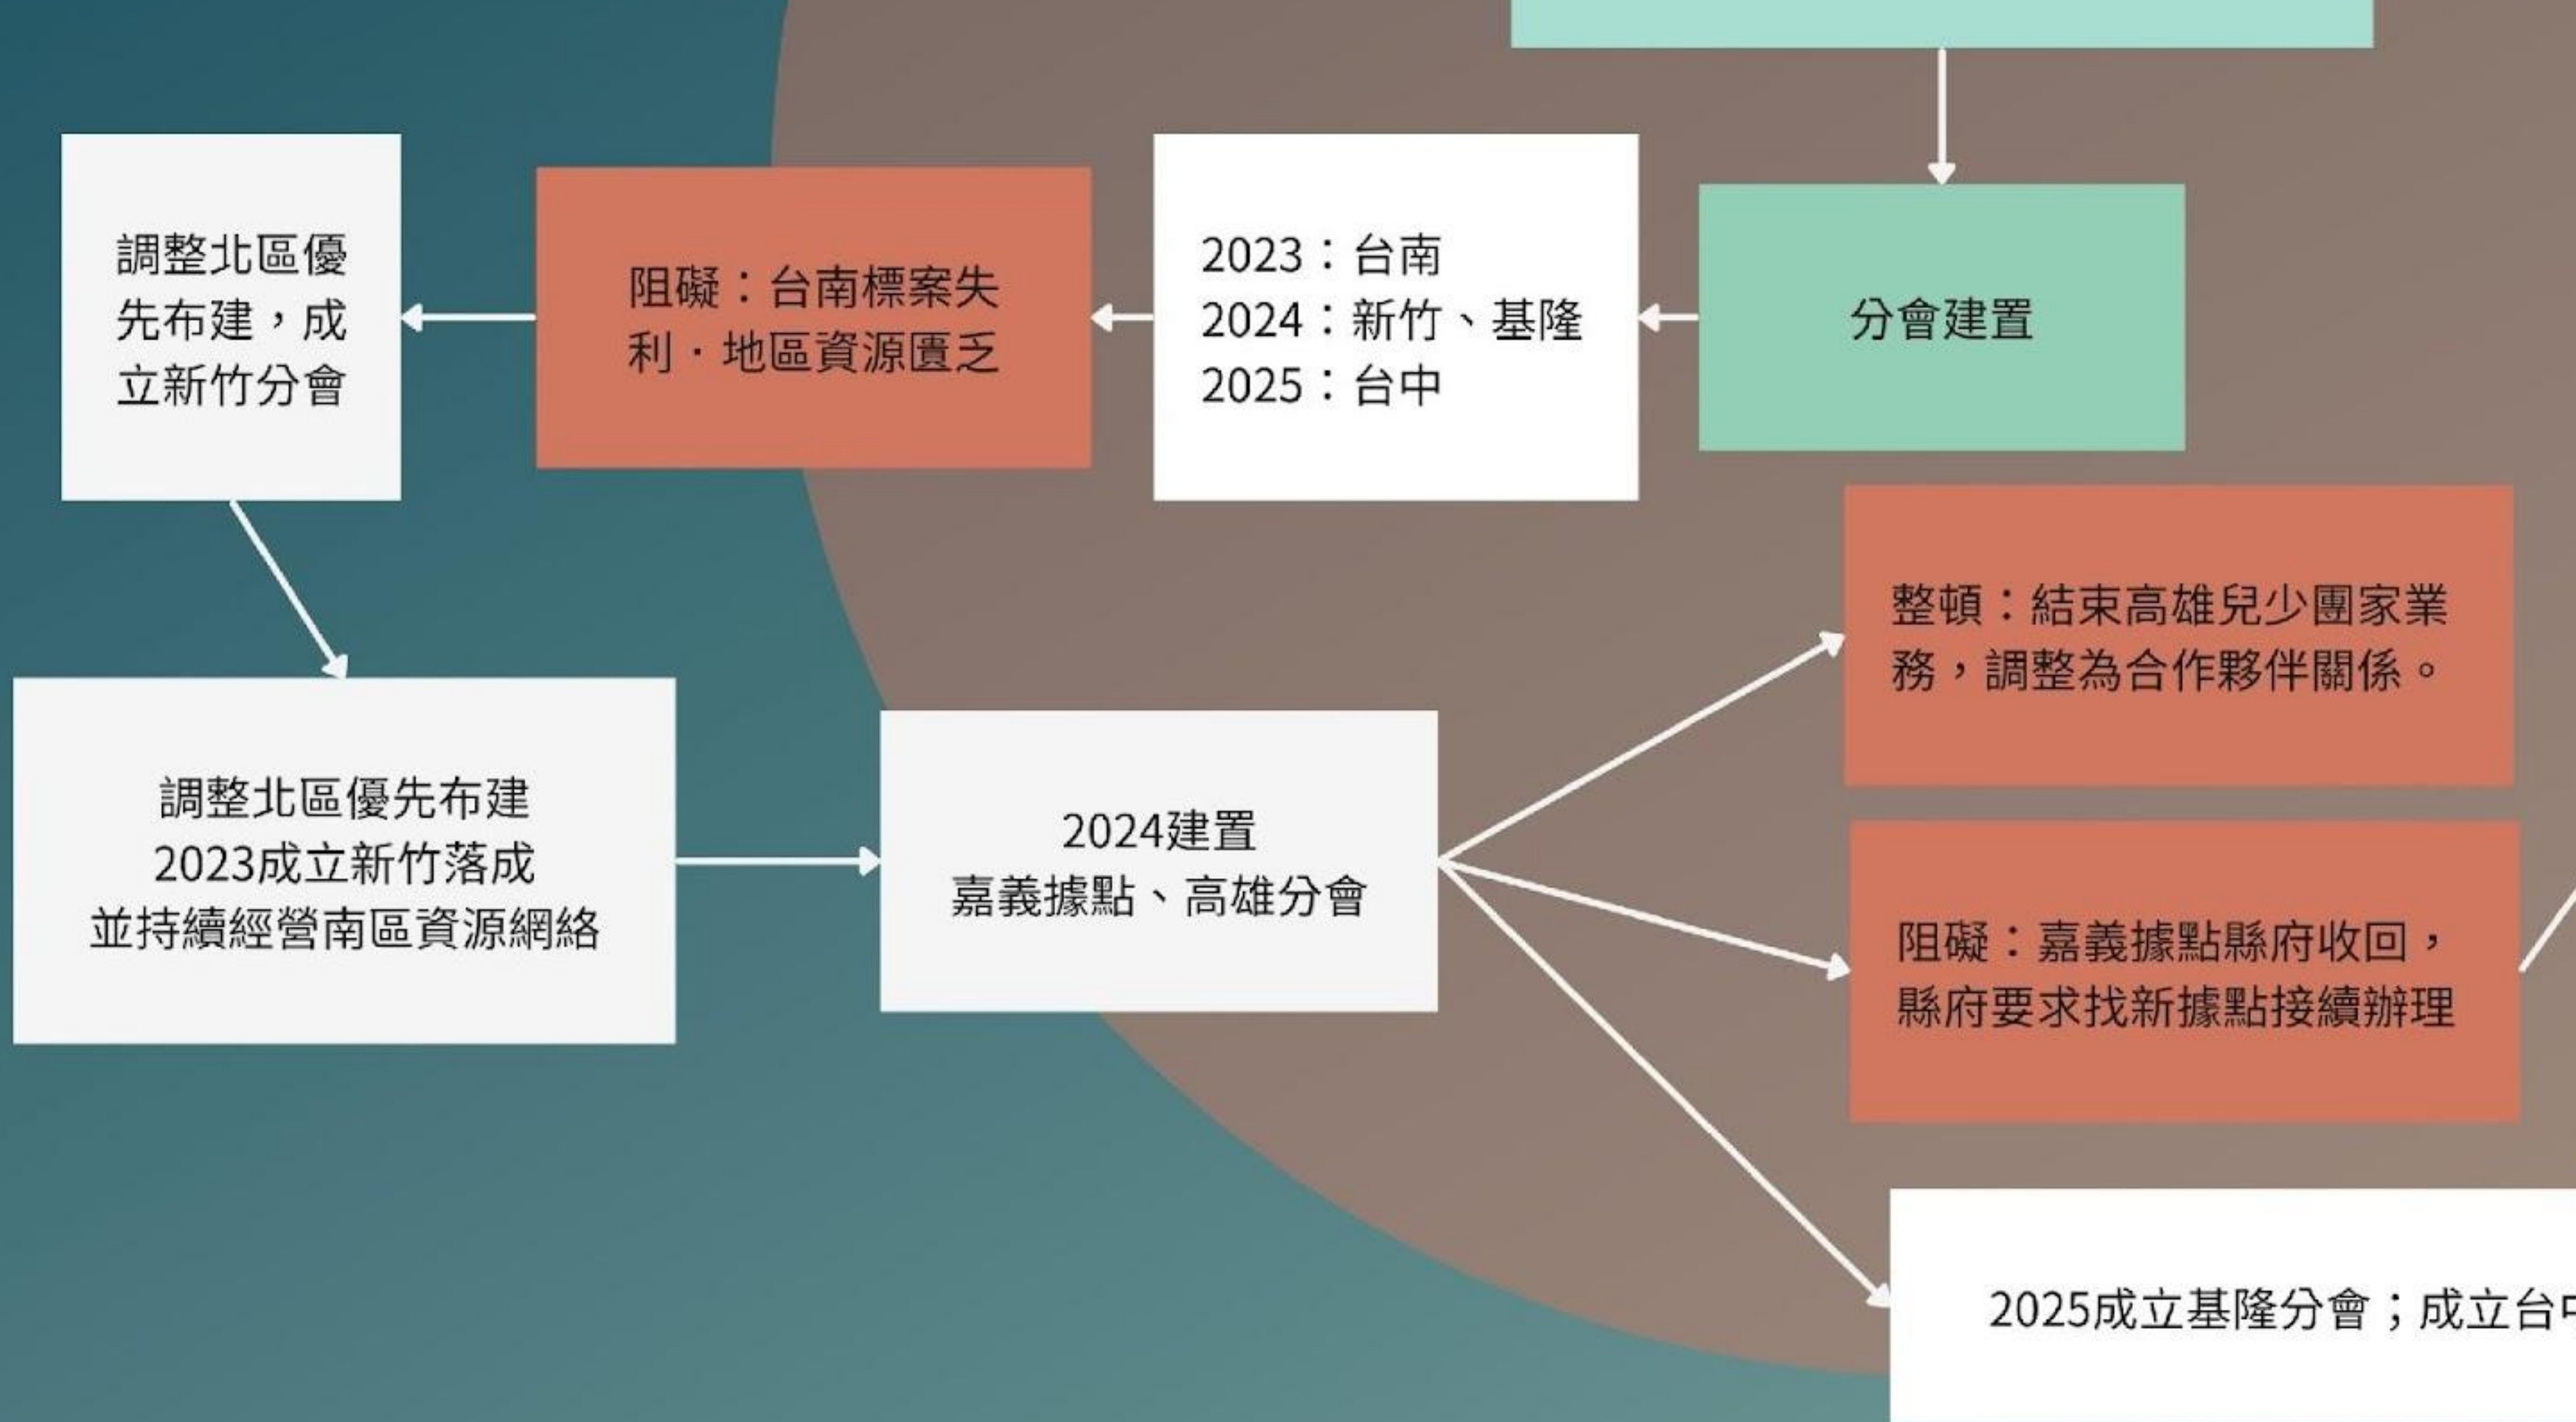 分會建置
2023：台南
2024：新竹、基隆
2025：台中
阻礙：台南標案失
利．地區資源匱乏
調整北區優
先布建，成
立新竹分會
調整北區優先布建
2023成立新竹落成
並持續經營南區資源網絡
2024建置
嘉義據點、高雄分會
整頓：結束高雄兒少團家業
務，調整為合作夥伴關係。
阻礙：嘉義據點縣府收回，
縣府要求找新據點接續辦理
2025成立基隆分會；成立台中